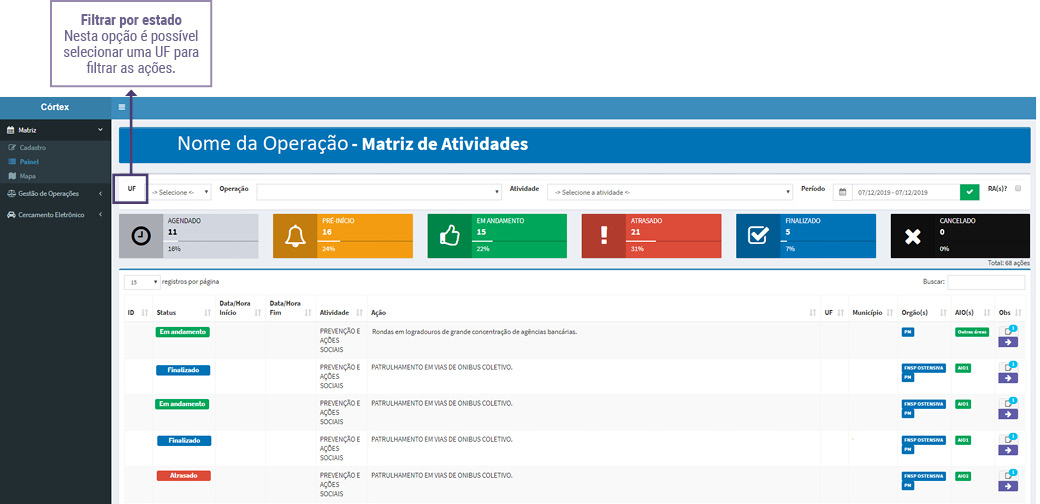 Filtrar por estado
Nesta opção é possível
selecionar uma UF para
filtrar as ações.
Córtex
Matriz
Cadastro
Painel
Mapa
Gestão de Operações
Cercamento Eletrônico
Nome da Operação - Matriz de Atividades
UF -> Selecione <- Operação Atividade -> Selecione a atividade <- Período 07/12/2019 - 07/12/2019 RA(s)?
AGENDADO
11
16%
PRÉ-INÍCIO
16
24%
EM ANDAMENTO
15
22%
ATRASADO
21
31%
FINALIZADO
5
7%
CANCELADO
0
0%
Total: 68 ações
15 registros por página Buscar:
ID Status Data/Hora Início Data/Hora Fim Atividade Ação UF Município Orgão(s) AIO(s) Obs
Em andamento PREVENÇÃO E Rondas em logradouros de grande concentração de agências bancárias. PM Outras áreas 1
AÇÕES
SOCIAIS
Finalizado PREVENÇÃO E PATRULHAMENTO EM VIAS DE ONIBUS COLETIVO. FNSP OSTENSIVA AIO1 1
AÇÕES PM
SOCIAIS
Em andamento PREVENÇÃO E PATRULHAMENTO EM VIAS DE ONIBUS COLETIVO. FNSP OSTENSIVA AIO1 1
AÇÕES PM
SOCIAIS
Finalizado PREVENÇÃO E PATRULHAMENTO EM VIAS DE ONIBUS COLETIVO. FNSP OSTENSIVA AIO1 1
AÇÕES PM
SOCIAIS
Atrasado PREVENÇÃO E PATRULHAMENTO EM VIAS DE ONIBUS COLETIVO. FNSP OSTENSIVA AIO2 1
AÇÕES PM
SOCIAIS